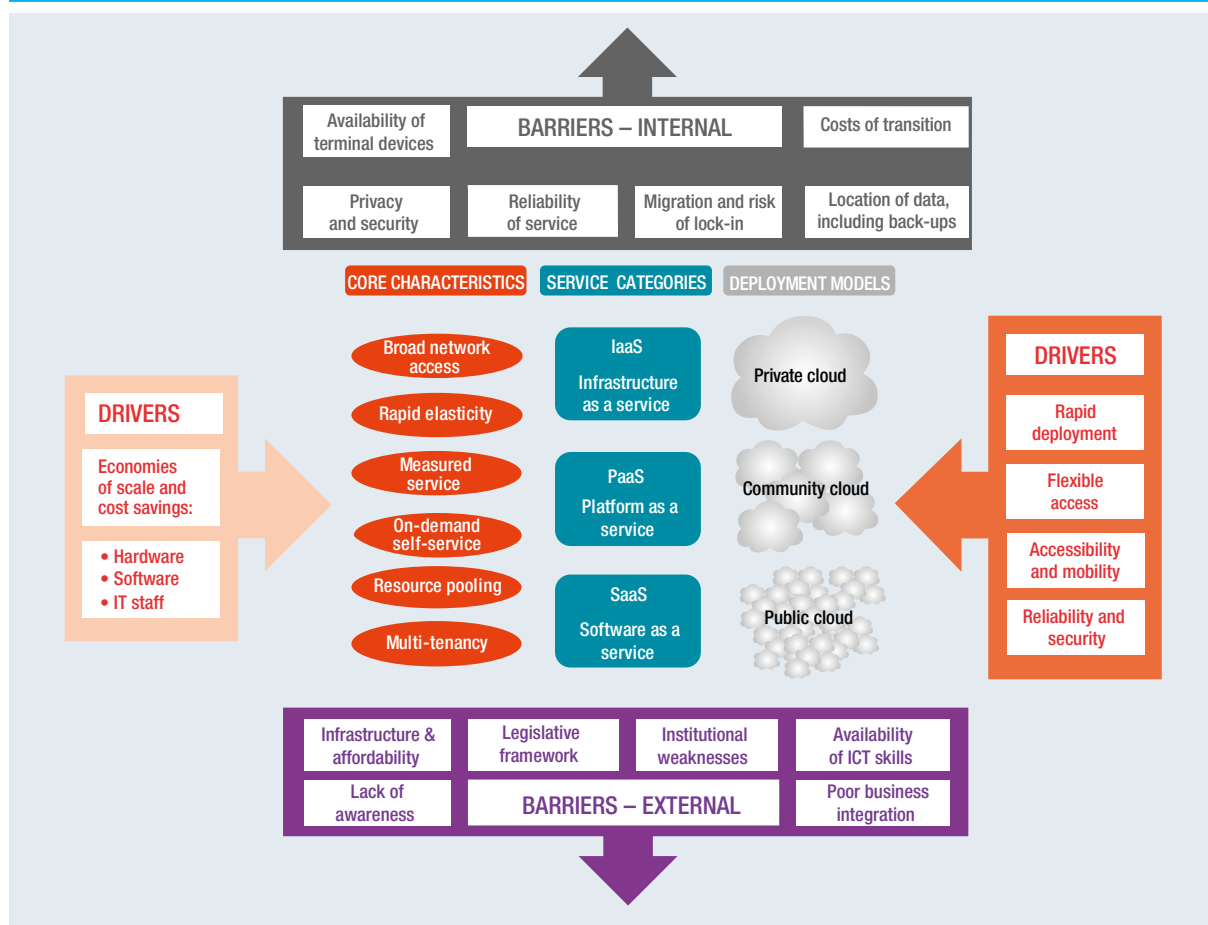 Availability of
terminal devices
BARRIERS – INTERNAL
Costs of transition
Privacy
and security
Reliability
of service
Migration and risk
of lock-in
Location of data,
including back-ups
CORE CHARACTERISTICS
SERVICE CATEGORIES
DEPLOYMENT MODELS
DRIVERS
Economies
of scale and
cost savings:
• Hardware
• Software
• IT staff
Broad network
access
Rapid elasticity
Measured
service
On-demand
self-service
Resource pooling
Multi-tenancy
IaaS
Infrastructure
as a service
PaaS
Platform as a
service
SaaS
Software as a
service
Private cloud
Community cloud
Public cloud
DRIVERS
Rapid
deployment
Flexible
access
Accessibility
and mobility
Reliability and
security
Infrastructure &
affordability
Legislative
framework
Institutional
weaknesses
Availability
of ICT skills
Lack of
awareness
BARRIERS – EXTERNAL
Poor business
integration